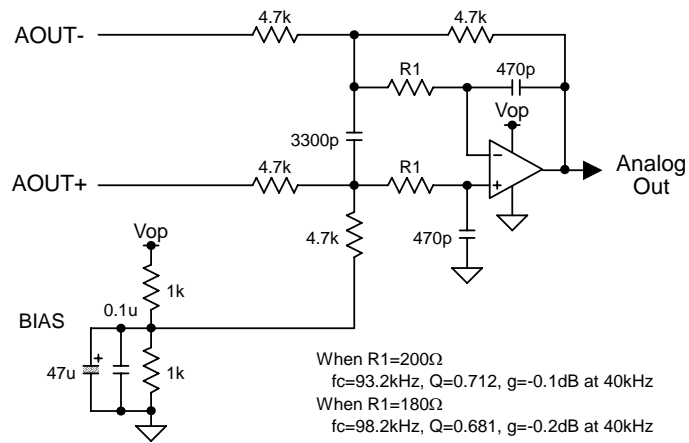 4.7k 4.7k
AOUT-
R1 470p
Vop
3300p
−
4.7k R1
+
Analog
Out
AOUT+
4.7k 470p
Vop
1k
0.1u
BIAS
+
47u 1k
When R1=200Ω
fc=93.2kHz, Q=0.712, g=-0.1dB at 40kHz
When R1=180Ω
fc=98.2kHz, Q=0.681, g=-0.2dB at 40kHz